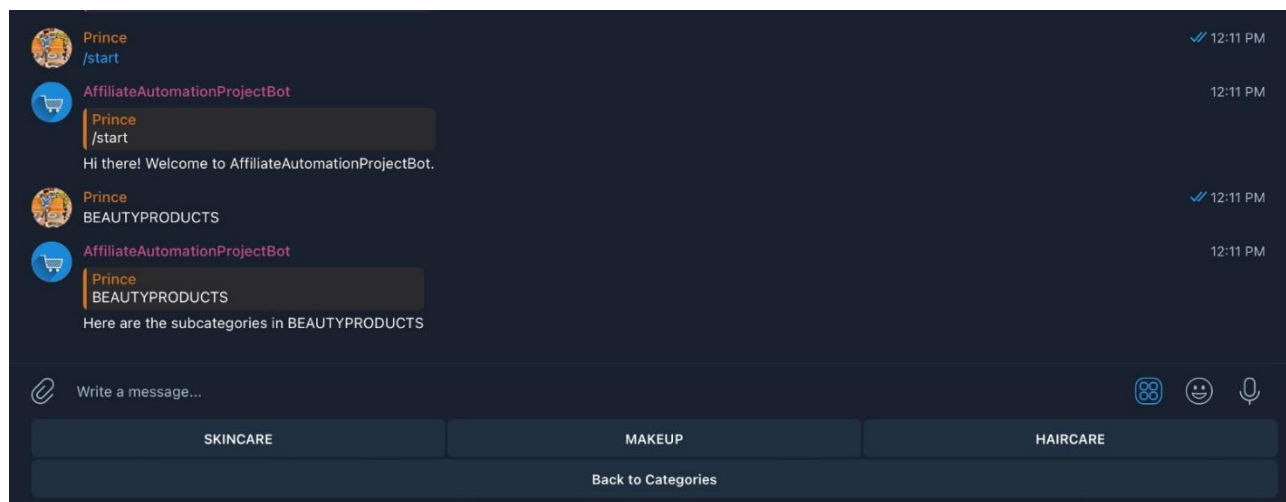 Prince
12:11 PM
/start
AffiliateAutomationProjectBot
12:11 PM
Prince
/start
Hi there! Welcome to AffiliateAutomationProjectBot.
Prince
12:11 PM
BEAUTYPRODUCTS
AffiliateAutomationProjectBot
12:11 PM
Prince
BEAUTYPRODUCTS
Here are the subcategories in BEAUTYPRODUCTS
Write a message...
SKINCARE
MAKEUP
HAIRCARE
Back to Categories